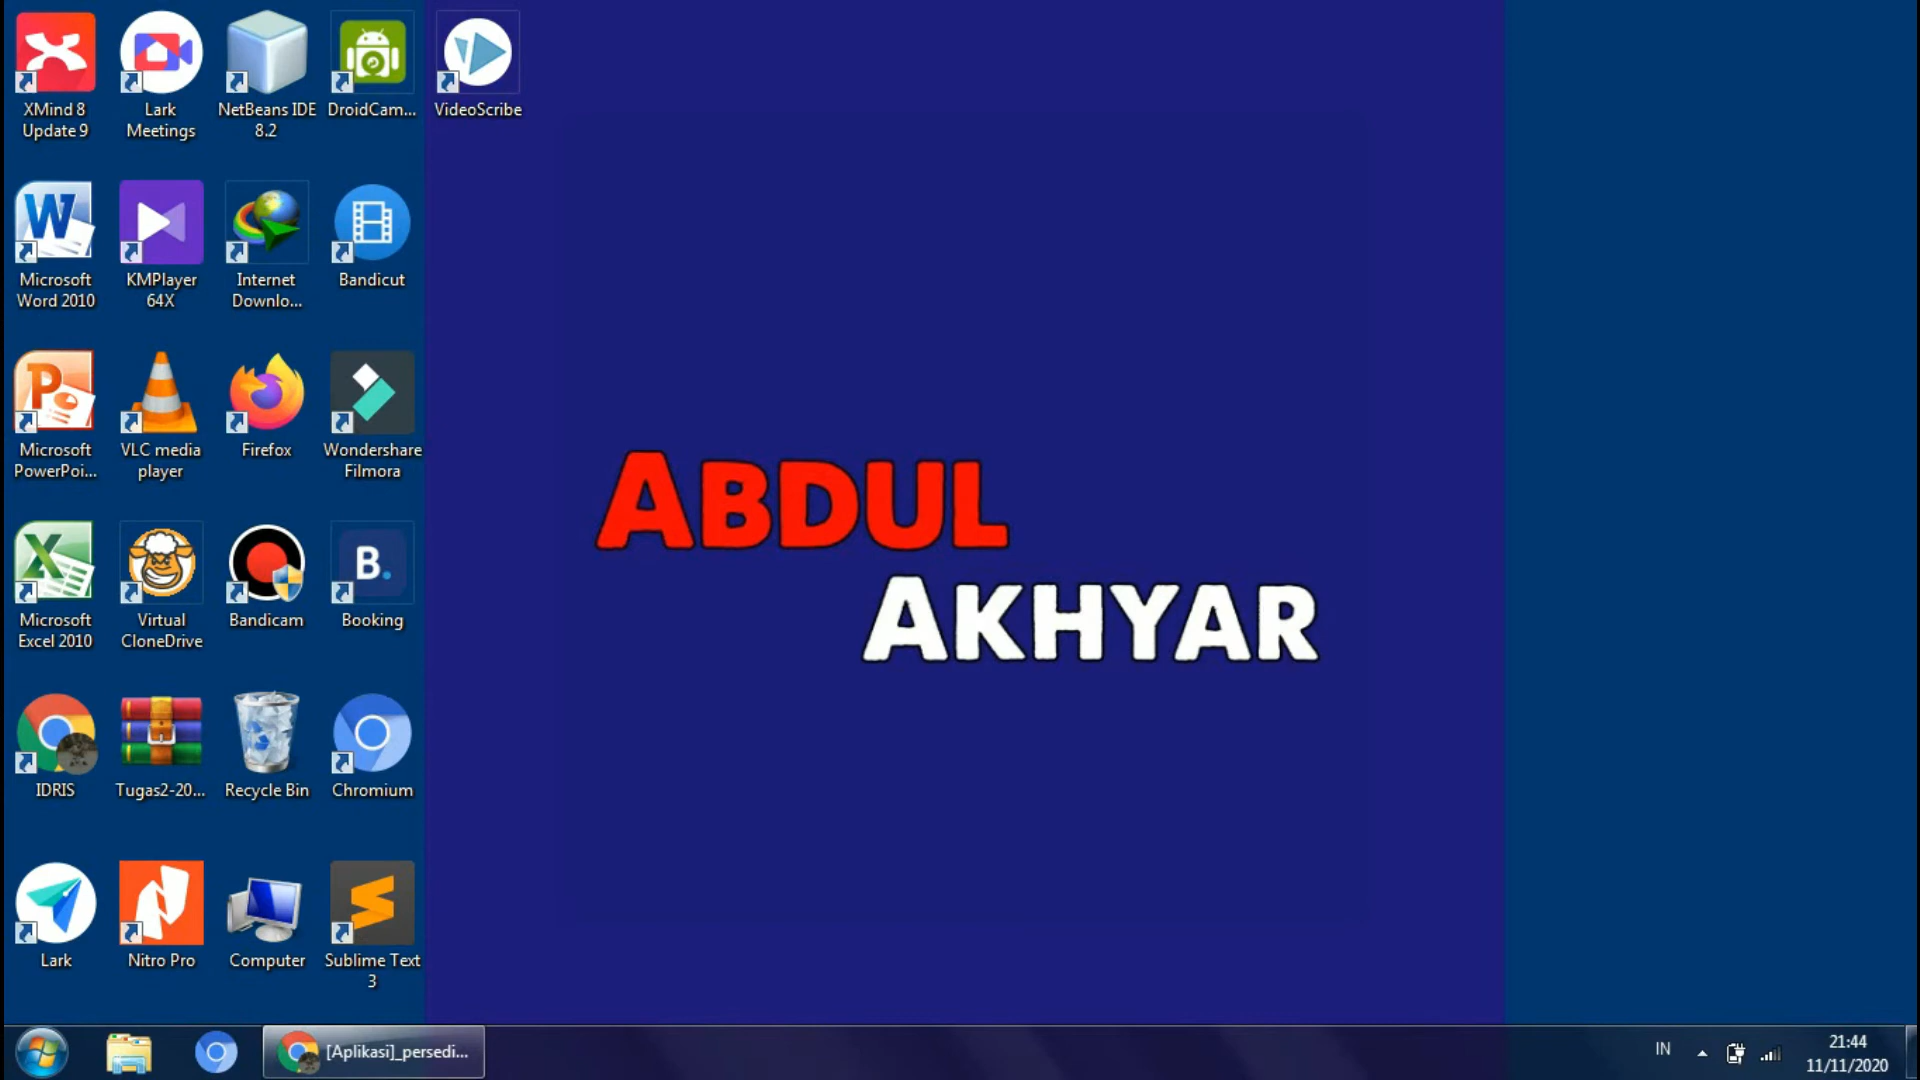 XMind 8
Update 9
Lark
Meetings
NetBeans IDE
8.2
DroidCam...
VideoScribe
Microsoft
Word 2010
KMPlayer
64X
Internet
Downlo...
Bandicut
Microsoft
PowerPoi...
VLC media
player
Firefox
Wondershare
Filmora
ABDUL
AKHYAR
Microsoft
Excel 2010
Virtual
CloneDrive
Bandicam
B.
Booking
IDRIS
Tugas2-20...
Recycle Bin
Chromium
Lark
Nitro Pro
Computer
Sublime Text
3
[Aplikasi]_persedi...
IN
21:44
11/11/2020